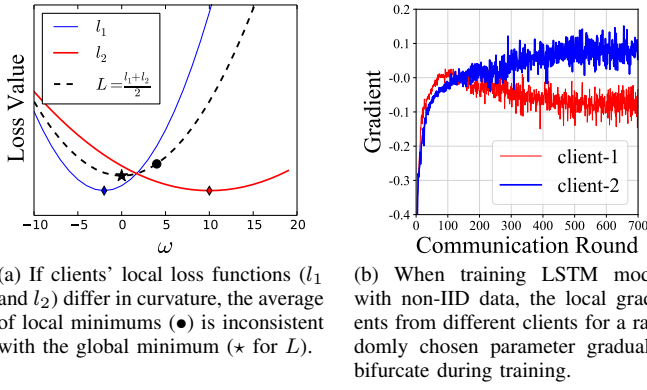 l₁
l₂
L = (l₁+l₂)/2
Loss Value
−10 −5 0 5 10 15 20
ω
0.2
0.1
-0.0
-0.1
-0.2
-0.3
-0.4
Gradient
client-1
client-2
0 100 200 300 400 500 600 700
Communication Round
(a) If clients' local loss functions (l₁
and l₂) differ in curvature, the average
of local minimums (●) is inconsistent
with the global minimum (⋆ for L).
(b) When training LSTM mod
with non-IID data, the local grad
ents from different clients for a ra
domly chosen parameter gradual
bifurcate during training.